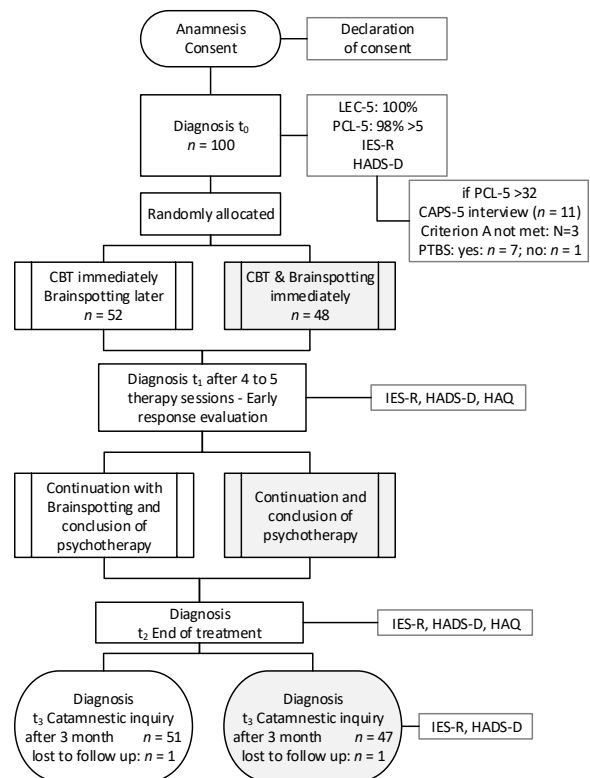 Anamnesis
Consent
Declaration
of consent
Diagnosis t₀
n = 100
LEC-5: 100%
PCL-5: 98% >5
IES-R
HADS-D
if PCL-5 >32
CAPS-5 interview (n = 11)
Criterion A not met: N=3
PTBS: yes: n = 7; no: n = 1
Randomly allocated
CBT immediately
Brainspotting later
n = 52
CBT & Brainspotting
immediately
n = 48
Diagnosis t₁ after 4 to 5
therapy sessions - Early
response evaluation
IES-R, HADS-D, HAQ
Continuation with
Brainspotting and
conclusion of
psychotherapy
Continuation and
conclusion of
psychotherapy
Diagnosis
t₂ End of treatment
IES-R, HADS-D, HAQ
Diagnosis
t₃ Catamnestic inquiry
after 3 month n = 51
lost to follow up: n = 1
Diagnosis
t₃ Catamnestic inquiry
after 3 month n = 47
lost to follow up: n = 1
IES-R, HADS-D